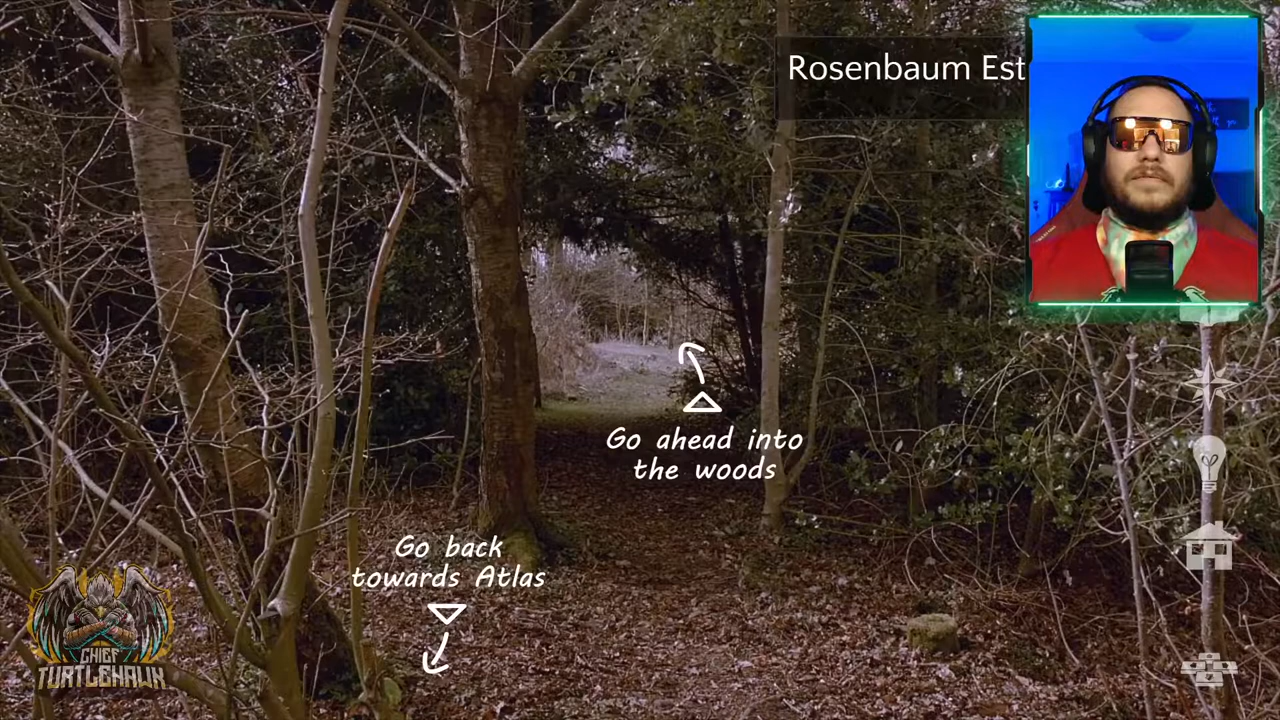 Rosenbaum Est
Go ahead into
the woods
Go back
towards Atlas
CHIEF
TURTLEHAWK